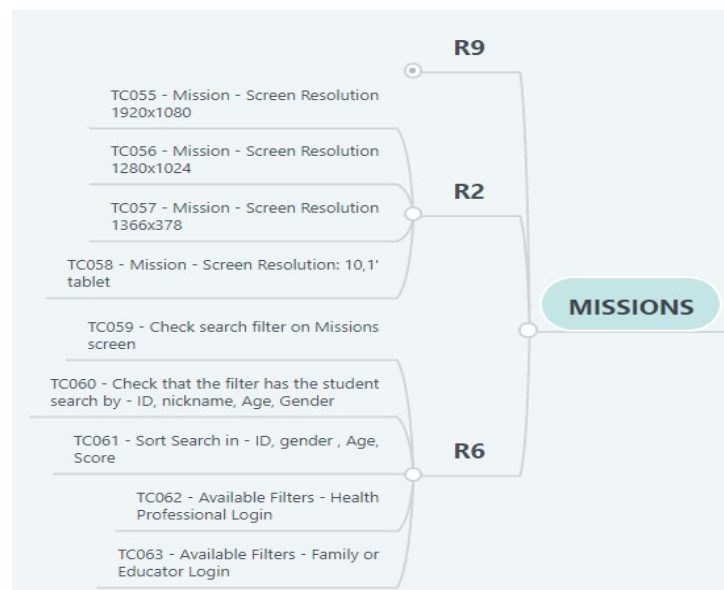 R9
TC055 - Mission - Screen Resolution
1920x1080
TC056 - Mission - Screen Resolution
1280x1024
R2
TC057 - Mission - Screen Resolution
1366x378
TC058 - Mission - Screen Resolution: 10,1'
tablet
MISSIONS
TC059 - Check search filter on Missions
screen
TC060 - Check that the filter has the student
search by - ID, nickname, Age, Gender
TC061 - Sort Search in - ID, gender , Age,
Score
R6
TC062 - Available Filters - Health
Professional Login
TC063 - Available Filters - Family or
Educator Login